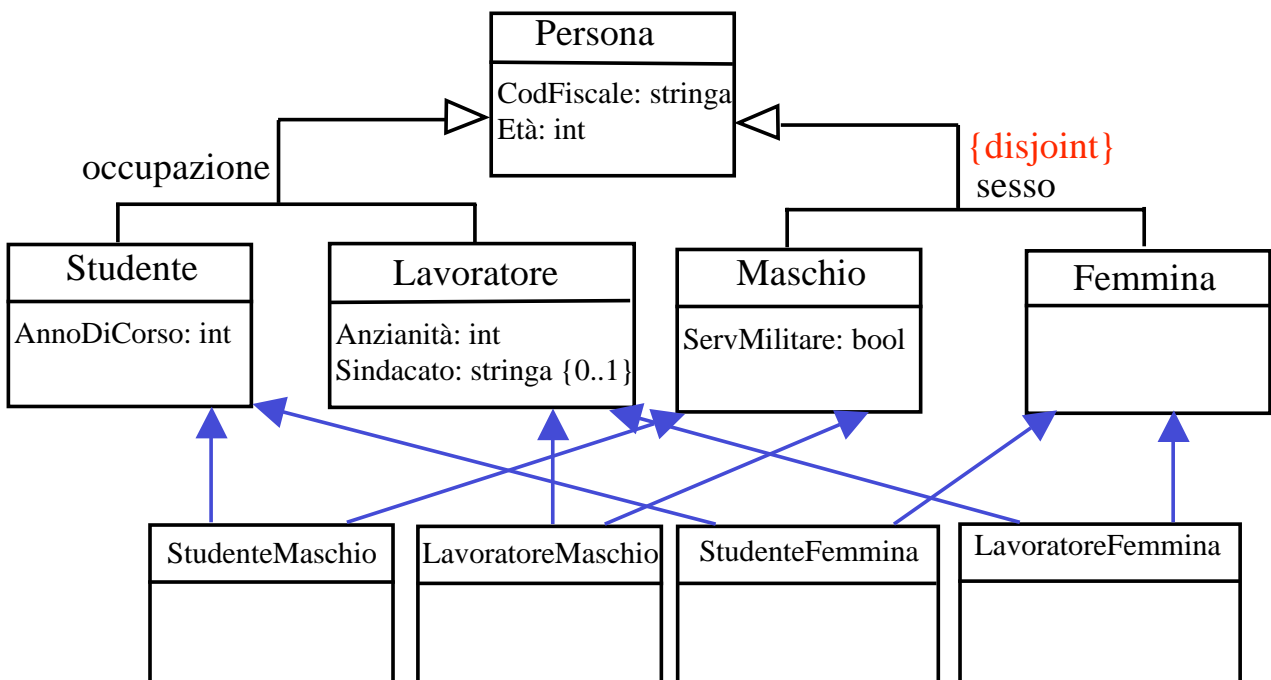 Persona
CodFiscale: stringa
Età: int
occupazione
{disjoint}
sesso
Studente
AnnoDiCorso: int
Lavoratore
Anzianità: int
Sindacato: stringa {0..1}
Maschio
ServMilitare: bool
Femmina
StudenteMaschio
LavoratoreMaschio
StudenteFemmina
LavoratoreFemmina